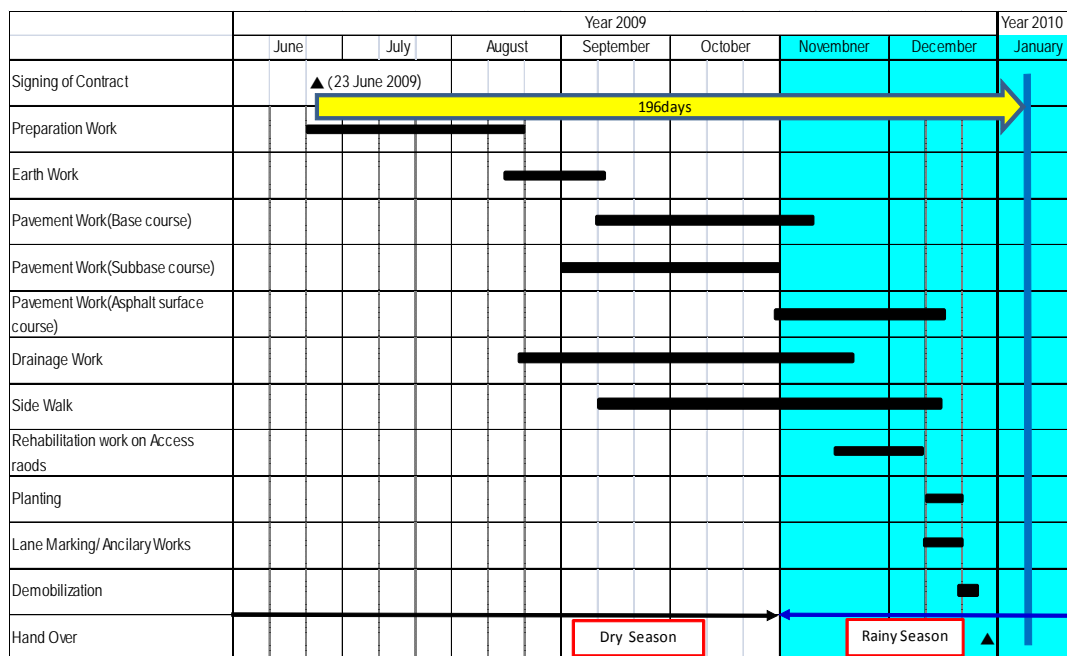 Year 2009
Year 2010
June
July
August
September
October
Novembner
December
January
Signing of Contract
▲ (23 June 2009)
196days
Preparation Work
Earth Work
Pavement Work(Base course)
Pavement Work(Subbase course)
Pavement Work(Asphalt surface
course)
Drainage Work
Side Walk
Rehabilitation work on Access
raods
Planting
Lane Marking/ Ancilary Works
Demobilization
Hand Over
Dry Season
Rainy Season
▲